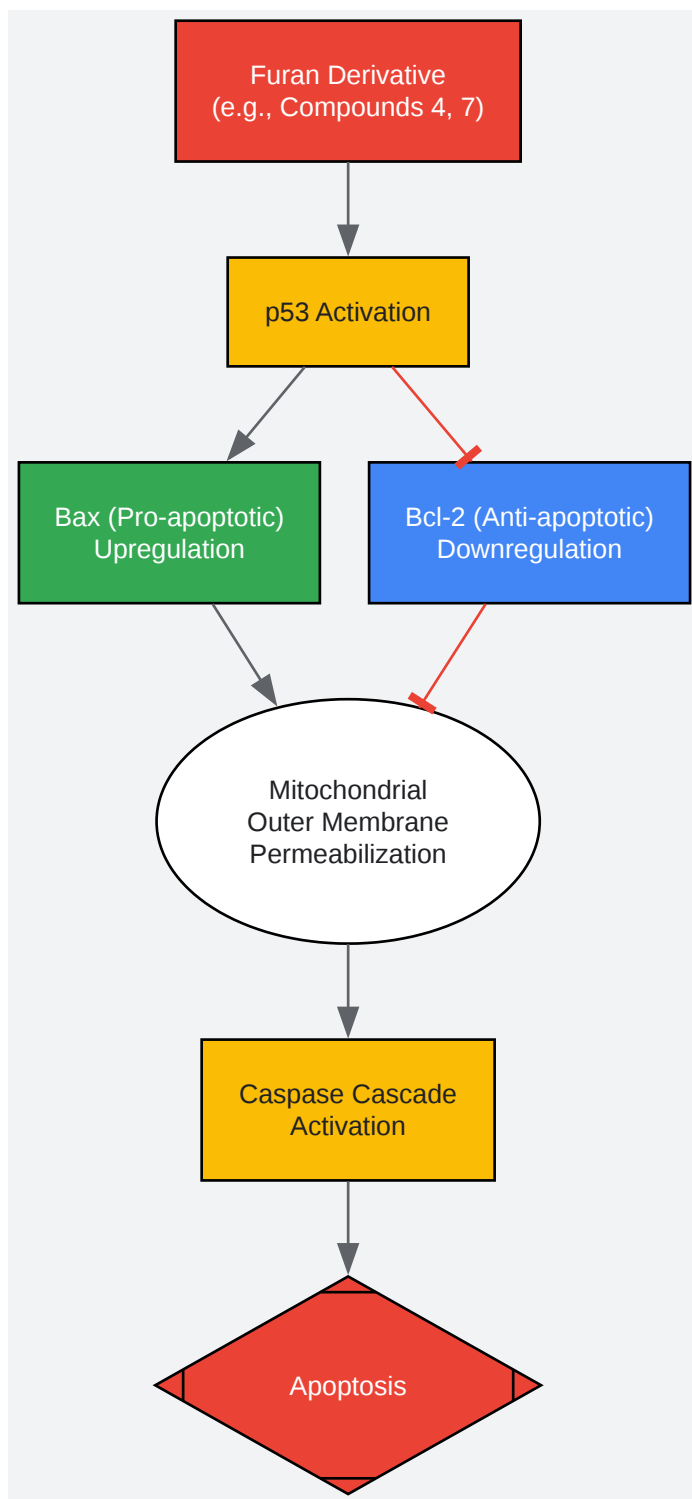 Furan Derivative
(e.g., Compounds 4, 7)
p53 Activation
Bax (Pro-apoptotic)
Upregulation
Bcl-2 (Anti-apoptotic)
Downregulation
Mitochondrial
Outer Membrane
Permeabilization
Caspase Cascade
Activation
Apoptosis